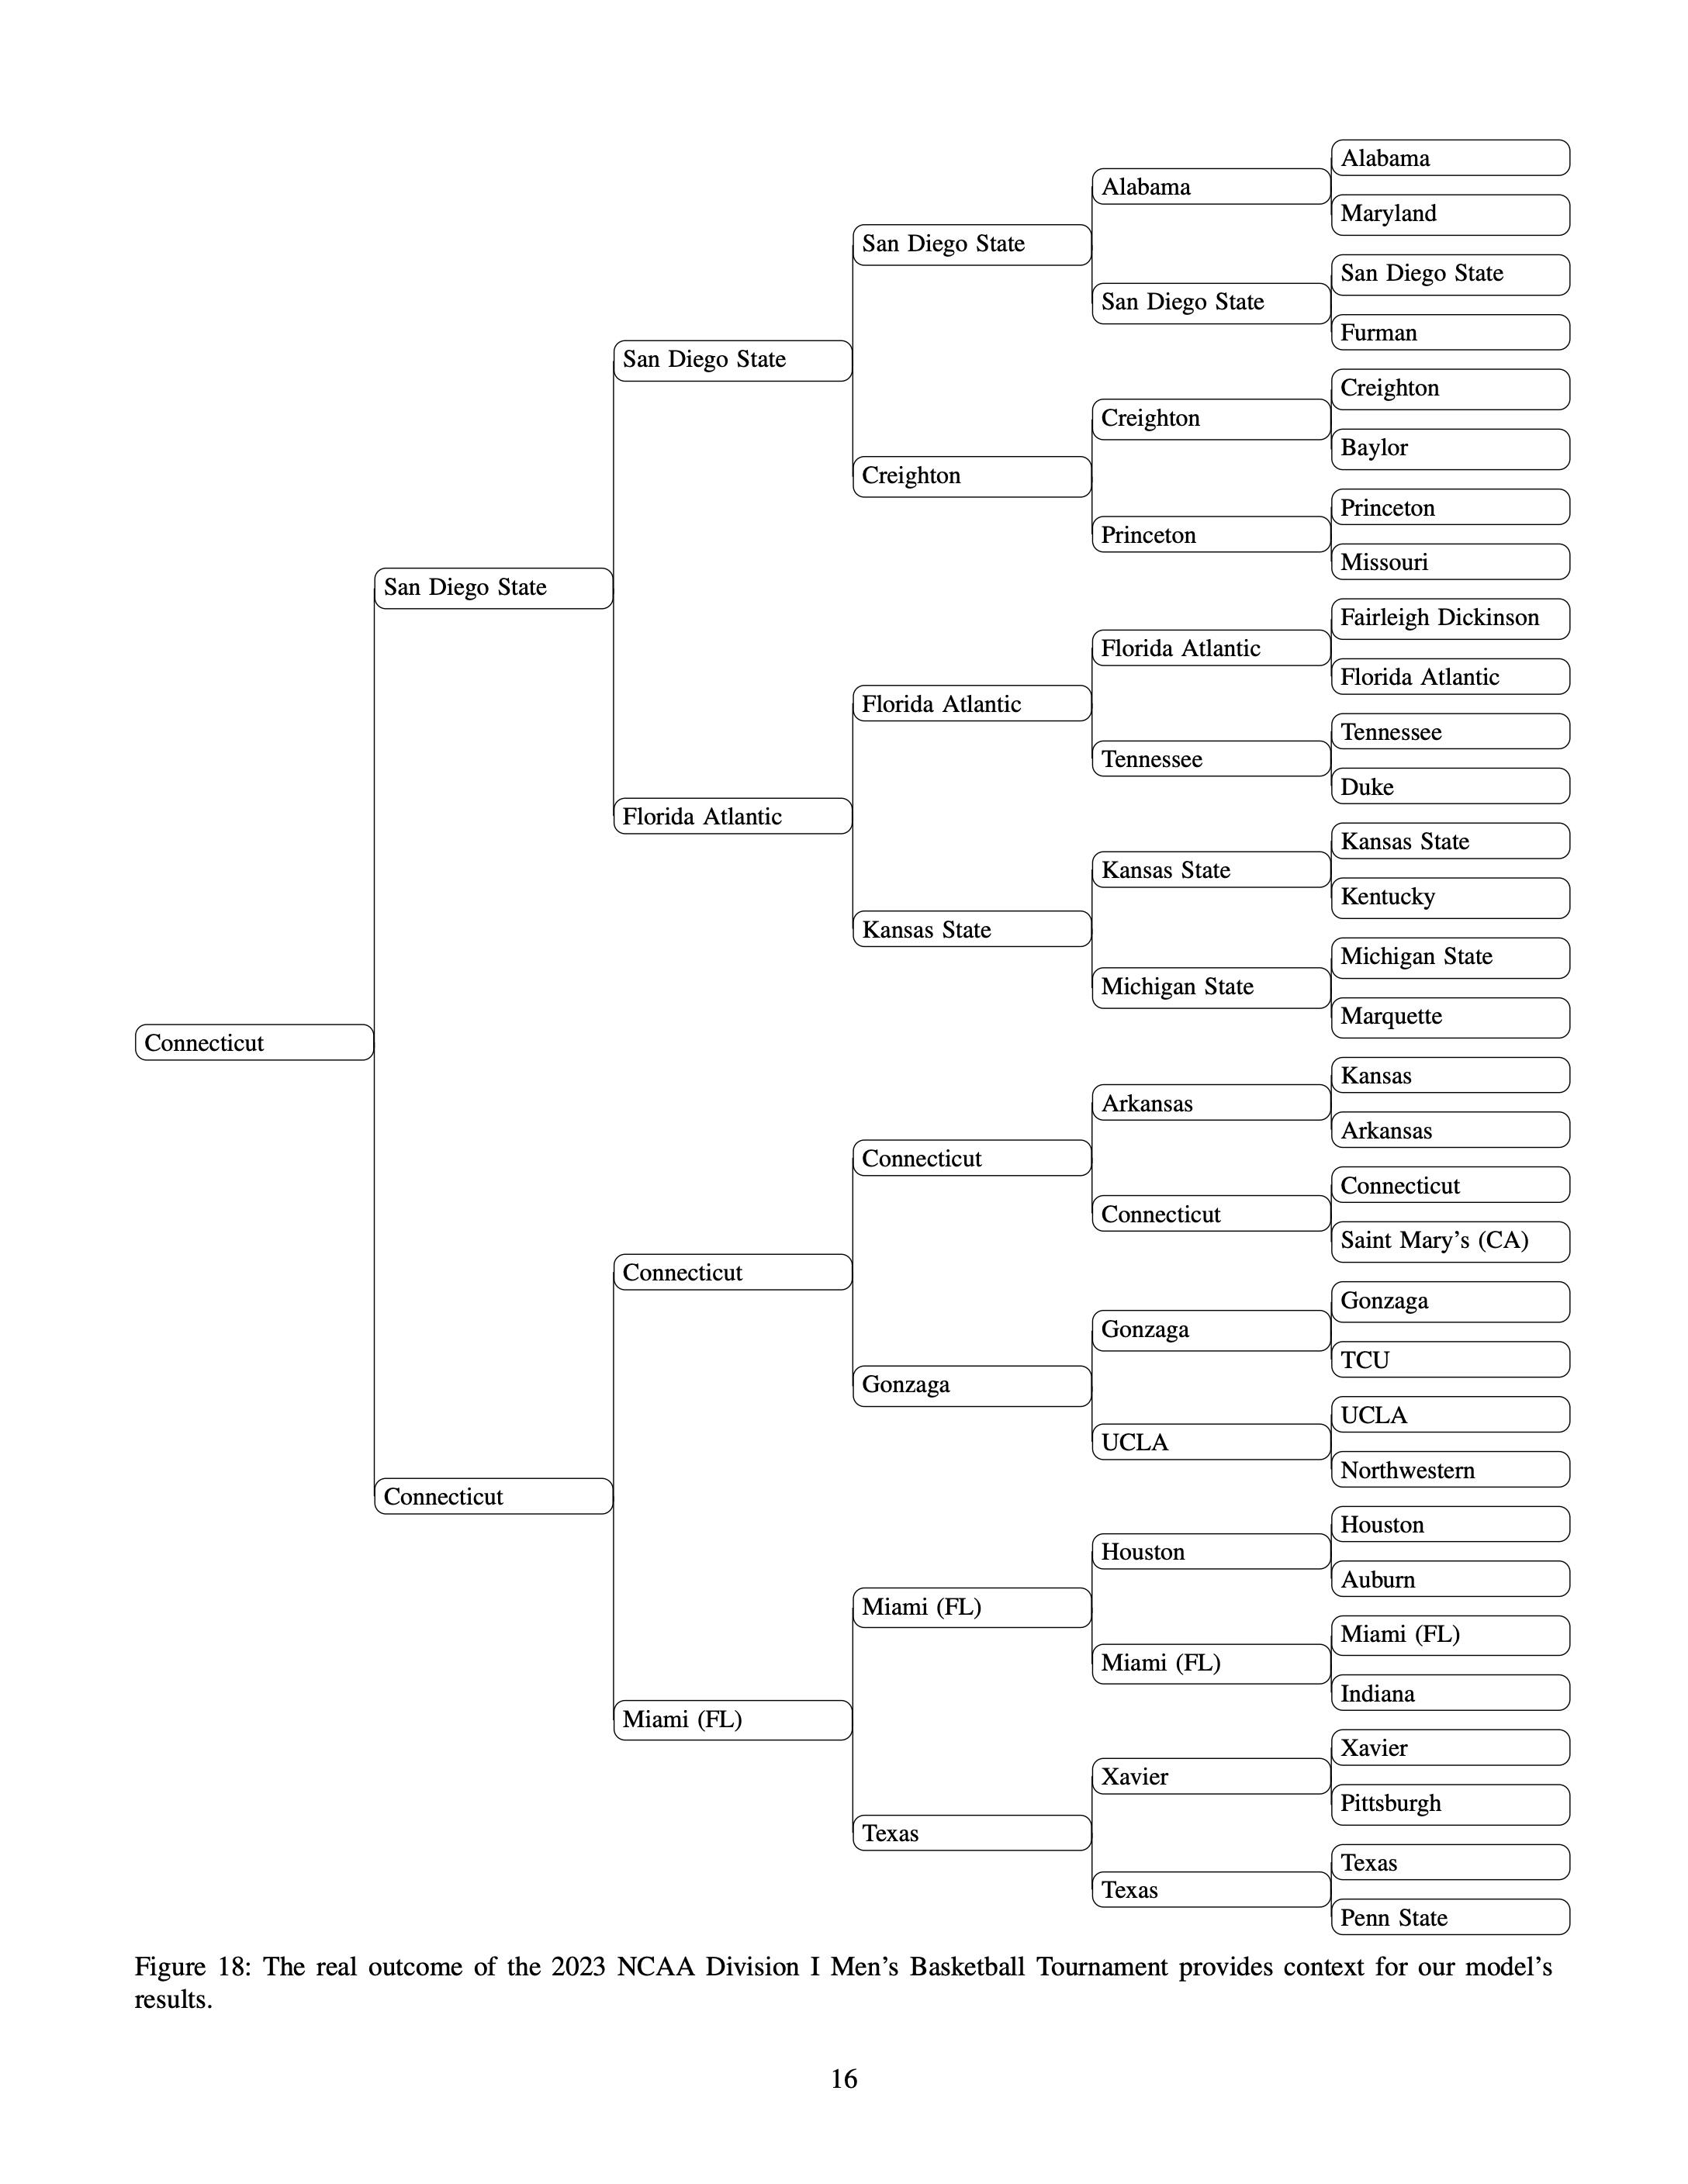 Alabama
Maryland
San Diego State
Furman
Creighton
Baylor
Princeton
Missouri
Fairleigh Dickinson
Florida Atlantic
Tennessee
Duke
Kansas State
Kentucky
Michigan State
Marquette
Kansas
Arkansas
Connecticut
Saint Mary’s (CA)
Gonzaga
TCU
UCLA
Northwestern
Houston
Auburn
Miami (FL)
Indiana
Xavier
Pittsburgh
Texas
Penn State
Alabama
San Diego State
Creighton
Princeton
Florida Atlantic
Tennessee
Kansas State
Michigan State
Arkansas
Connecticut
Gonzaga
UCLA
Houston
Miami (FL)
Xavier
Texas
San Diego State
Creighton
Florida Atlantic
Kansas State
Connecticut
Gonzaga
Miami (FL)
Texas
San Diego State
Florida Atlantic
Connecticut
Miami (FL)
San Diego State
Connecticut
Connecticut
Figure 18: The real outcome of the 2023 NCAA Division I Men’s Basketball Tournament provides context for our model’s
results.
16